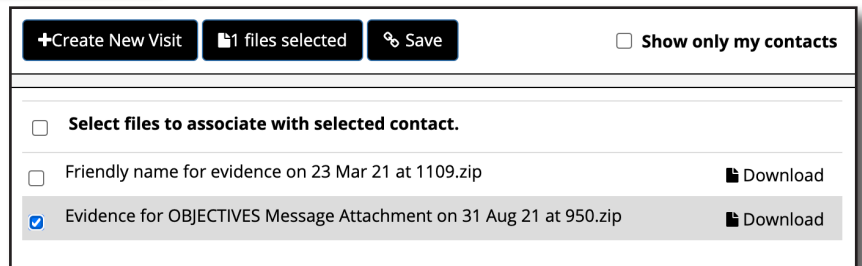 +Create New Visit 1 files selected Save Show only my contacts
Select files to associate with selected contact.
Friendly name for evidence on 23 Mar 21 at 1109.zip Download
Evidence for OBJECTIVES Message Attachment on 31 Aug 21 at 950.zip Download